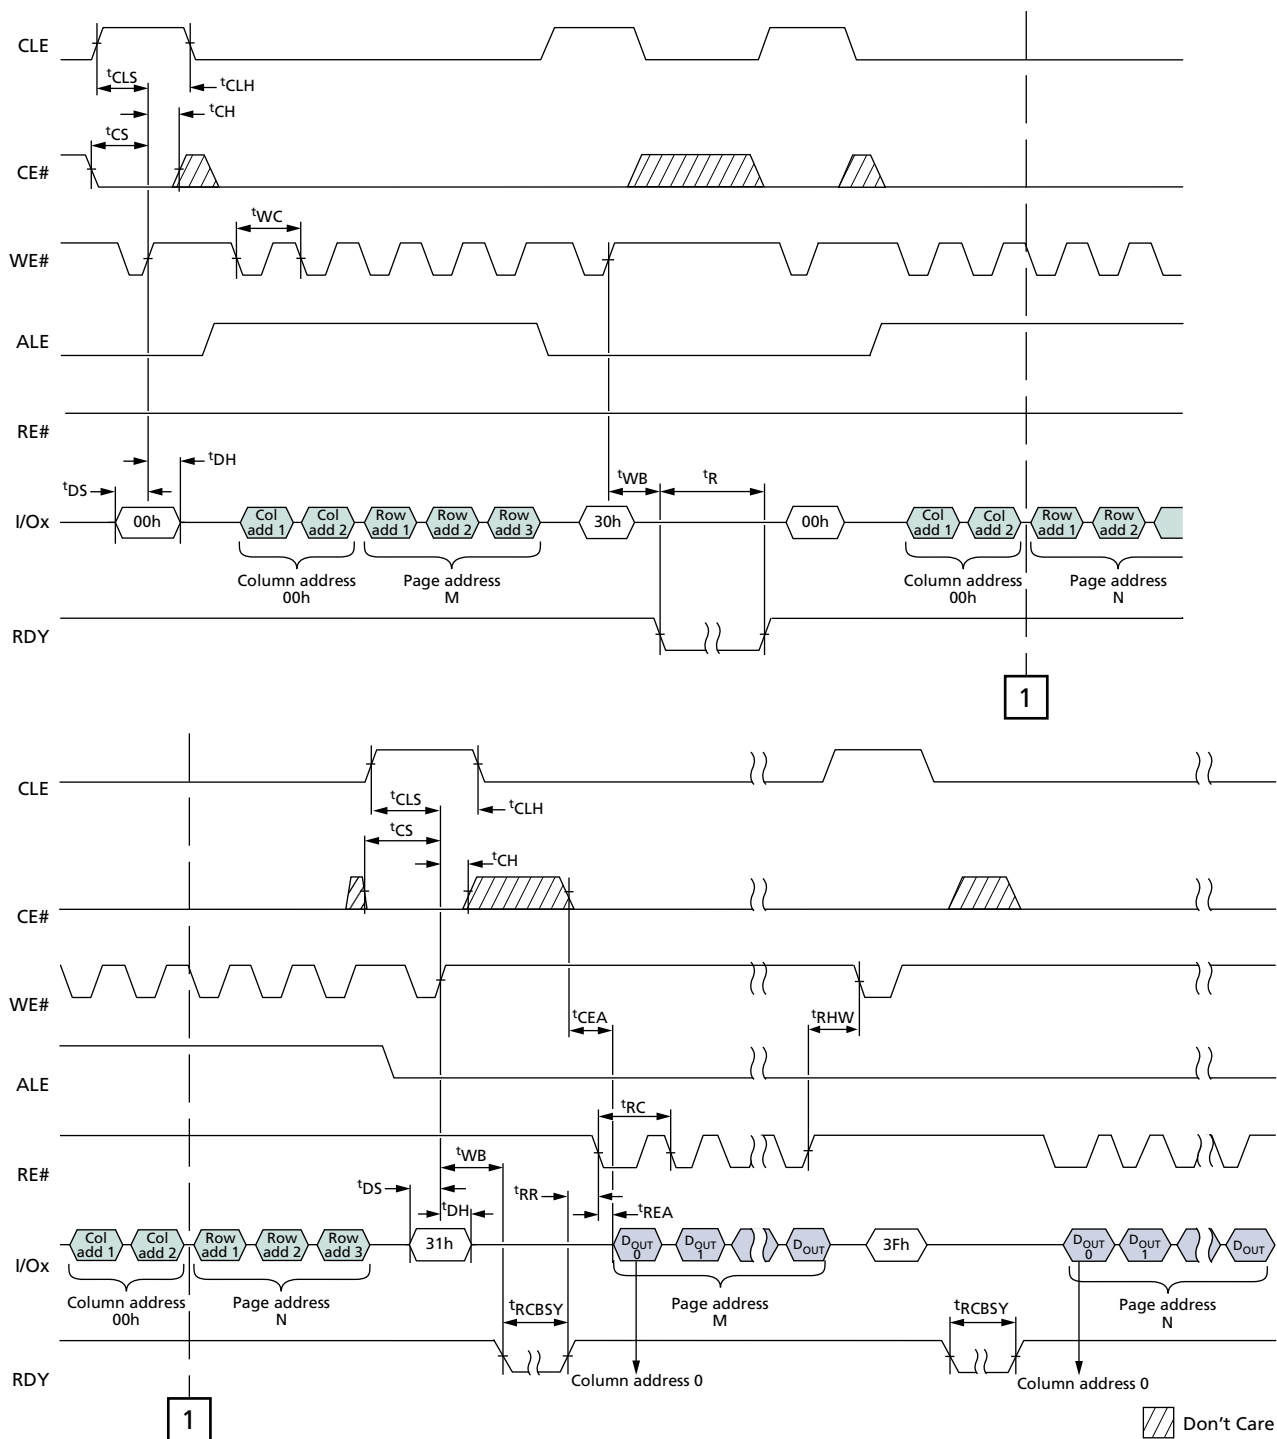 CLE
tCLS
tCLH
tCH
tCS
CE#
tWC
WE#
ALE
RE#
tDH
tDS
tWB
tR
I/Ox
00h
Col add 1
Col add 2
Row add 1
Row add 2
Row add 3
30h
00h
Col add 1
Col add 2
Row add 1
Row add 2
Column address 00h
Page address M
Column address 00h
Page address N
RDY
1
CLE
tCLS
tCLH
tCS
tCH
CE#
WE#
tCEA
tRHW
ALE
tRC
RE#
tWB
tDS
tRR
tDH
tREA
I/Ox
Col add 1
Col add 2
Row add 1
Row add 2
Row add 3
31h
DOUT 0
DOUT 1
DOUT
3Fh
DOUT 0
DOUT 1
DOUT
Column address 00h
Page address N
tRCBSY
Page address M
tRCBSY
Page address N
RDY
Column address 0
Column address 0
1
Don't Care